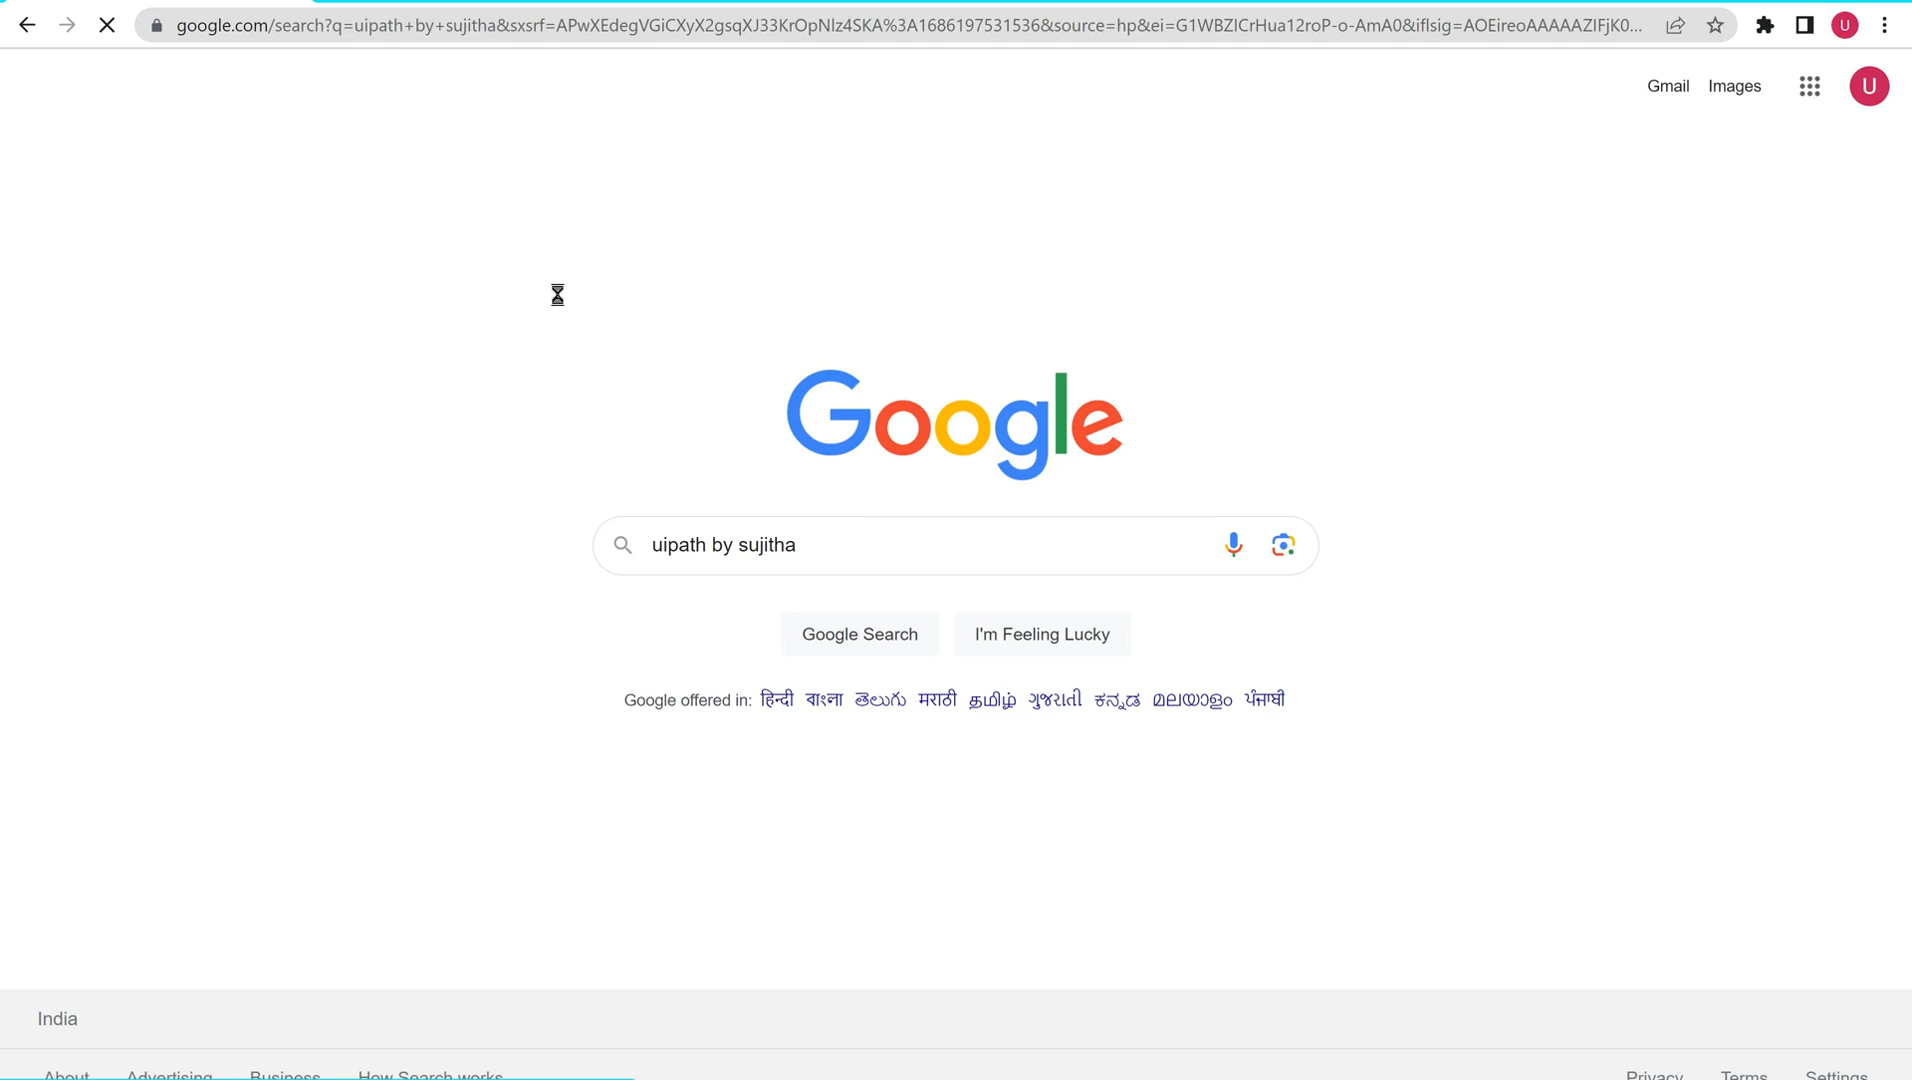 google.com/search?q=uipath+by+sujitha&sxsrf=APwXEdegVGiCXyX2gsqXJ33KrOpNlz4SKA%3A1686197531536&source=hp&ei=G1WBZICrHua12roP-o-AmA0&iflsig=AOEireoAAAAAZIFjK0... U
Gmail Images U
Google
uipath by sujitha
Google Search I'm Feeling Lucky
Google offered in: हिन्दी বাংলা తెలుగు मराठी தமிழ் ગુજરાતી ಕನ್ನಡ മലയാളം ਪੰਜਾਬੀ
India
About Advertising Business How Search works Privacy Terms Settings